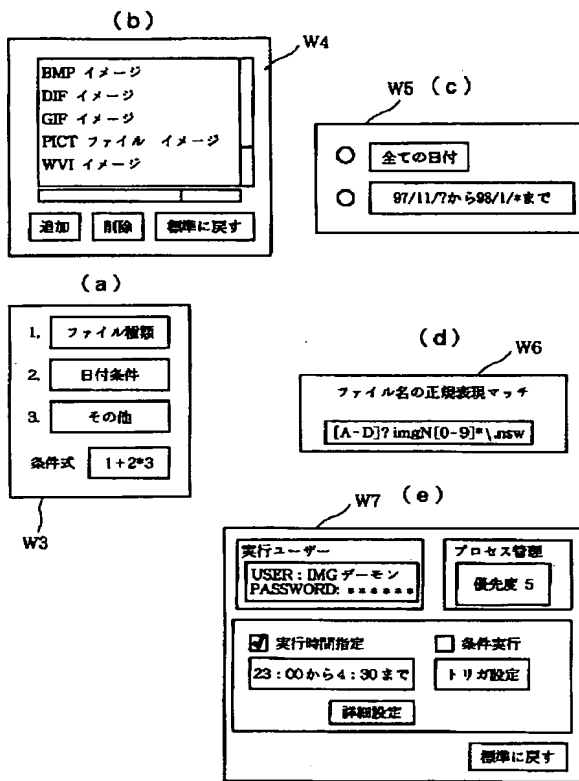 (b)
W4
BMP イメージ
DIF イメージ
GIF イメージ
PICT ファイル イメージ
WVI イメージ
追加 削除 標準に戻す
W5 (c)
全ての日付
97/11/?から98/1/*まで
(a)
1. ファイル種類
2. 日付条件
3. その他
条件式 1+2*3
W3
(d)
W6
ファイル名の正規表現マッチ
[A-D]? imgN[0-9]*\.nsw
W7 (e)
実行ユーザー
USER : IMG デーモン
PASSWORD: ******
プロセス管理
優先度 5
実行時間指定
23：00から4：30まで
条件実行
トリガ設定
詳細設定
標準に戻す